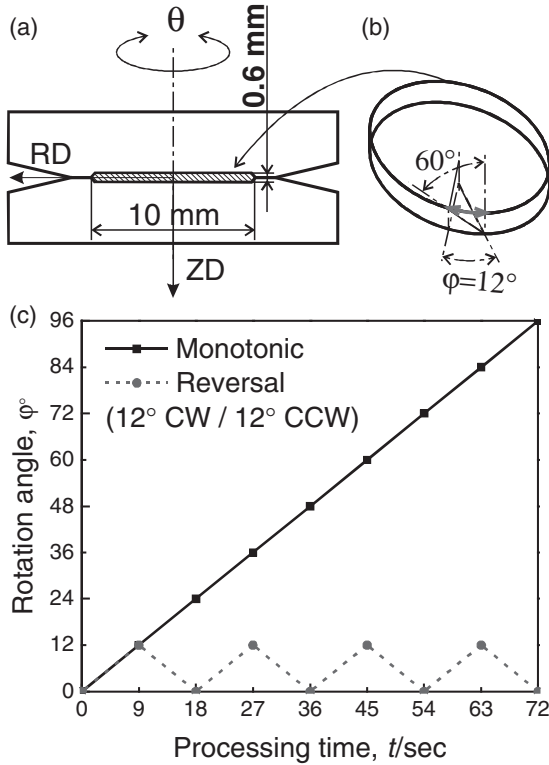 (a)
θ
0.6 mm
(b)
RD
60°
10 mm
ZD
φ=12°
(c)
96
84
72
60
48
36
24
12
0
Rotation angle, φ°
Monotonic
Reversal
(12° CW / 12° CCW)
0 9 18 27 36 45 54 63 72
Processing time, t/sec